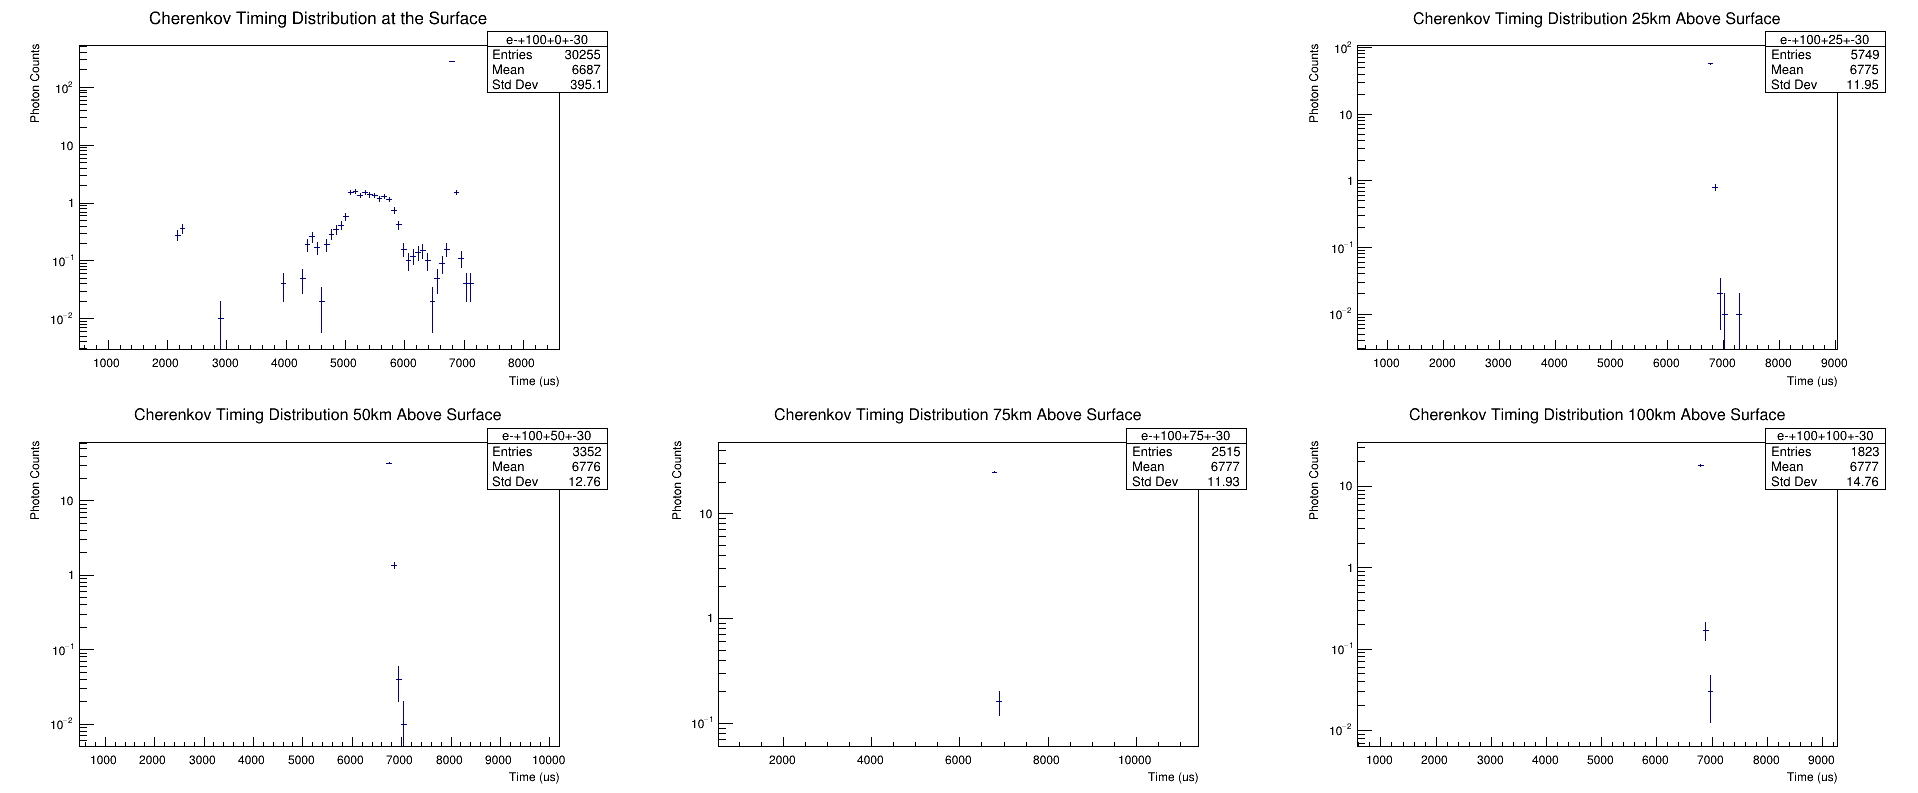 Cherenkov Timing Distribution at the Surface
e-+100+0+-30
Entries 30255
Mean 6687
Std Dev 395.1
Photon Counts
10²
10
1
10⁻¹
10⁻²
1000 2000 3000 4000 5000 6000 7000 8000
Time (us)
Cherenkov Timing Distribution 25km Above Surface
e-+100+25+-30
Entries 5749
Mean 6775
Std Dev 11.95
Photon Counts
10²
10
1
10⁻¹
10⁻²
1000 2000 3000 4000 5000 6000 7000 8000 9000
Time (us)
Cherenkov Timing Distribution 50km Above Surface
e-+100+50+-30
Entries 3352
Mean 6776
Std Dev 12.76
Photon Counts
10
1
10⁻¹
10⁻²
1000 2000 3000 4000 5000 6000 7000 8000 9000 10000
Time (us)
Cherenkov Timing Distribution 75km Above Surface
e-+100+75+-30
Entries 2515
Mean 6777
Std Dev 11.93
Photon Counts
10
1
10⁻¹
2000 4000 6000 8000 10000
Time (us)
Cherenkov Timing Distribution 100km Above Surface
e-+100+100+-30
Entries 1823
Mean 6777
Std Dev 14.76
Photon Counts
10
1
10⁻¹
10⁻²
1000 2000 3000 4000 5000 6000 7000 8000 9000
Time (us)